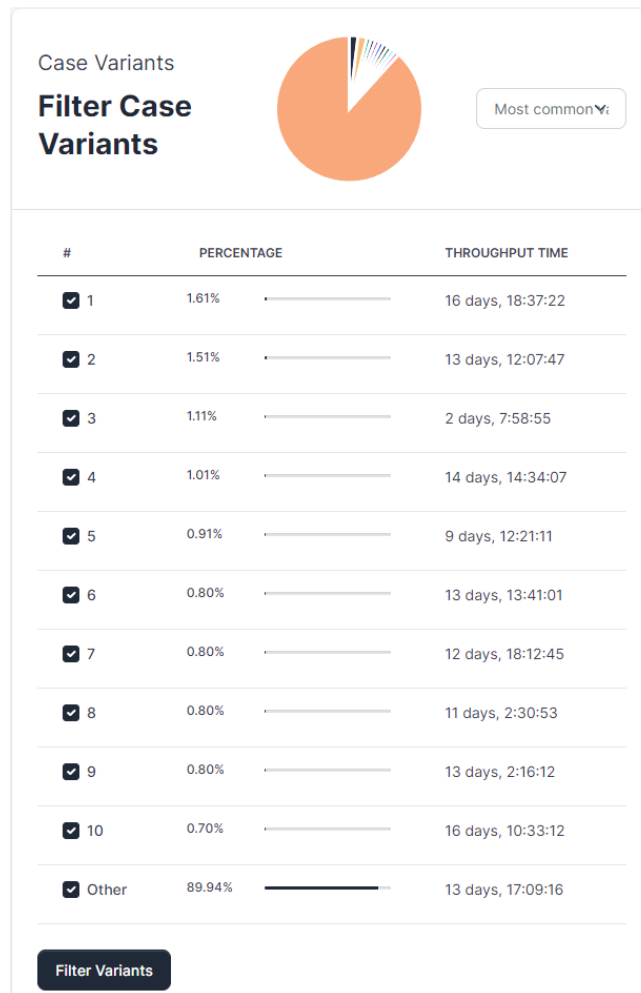 Case Variants
Filter Case
Variants
Most common
# PERCENTAGE THROUGHPUT TIME
1 1.61% 16 days, 18:37:22
2 1.51% 13 days, 12:07:47
3 1.11% 2 days, 7:58:55
4 1.01% 14 days, 14:34:07
5 0.91% 9 days, 12:21:11
6 0.80% 13 days, 13:41:01
7 0.80% 12 days, 18:12:45
8 0.80% 11 days, 2:30:53
9 0.80% 13 days, 2:16:12
10 0.70% 16 days, 10:33:12
Other 89.94% 13 days, 17:09:16
Filter Variants